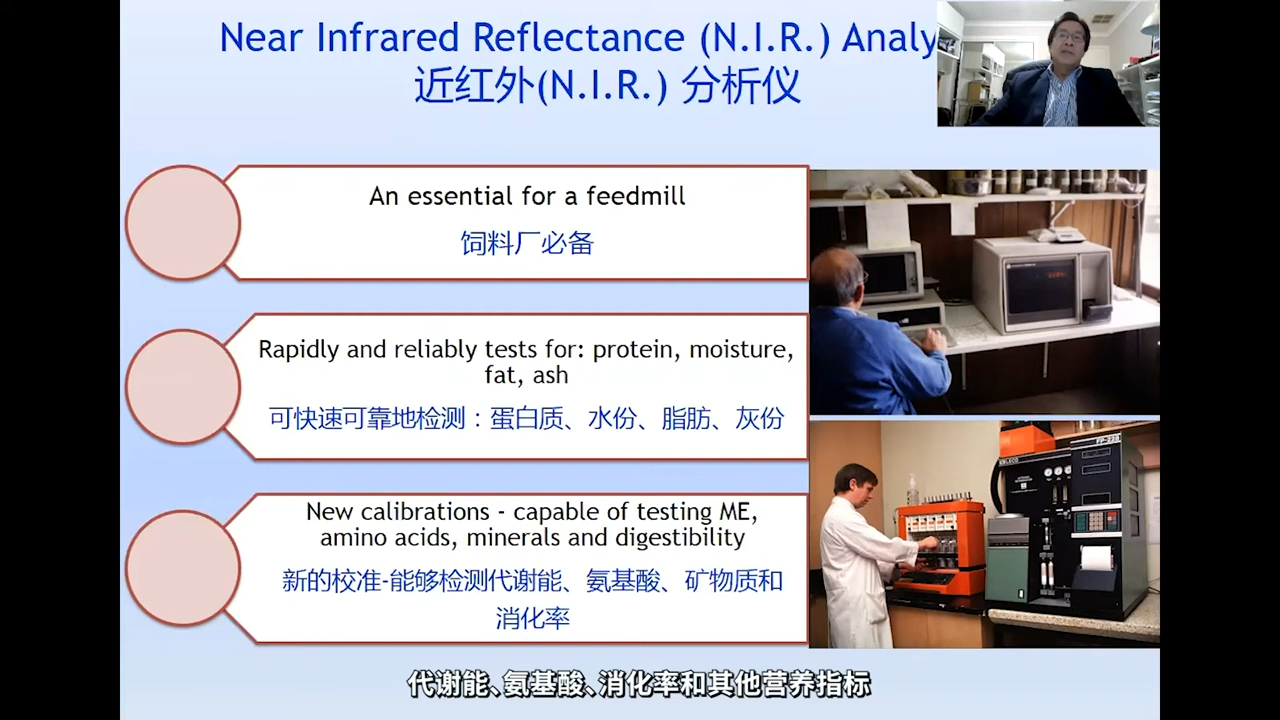 Near Infrared Reflectance (N.I.R.) Analy
近红外(N.I.R.) 分析仪
An essential for a feedmill
饲料厂必备
Rapidly and reliably tests for: protein, moisture,
fat, ash
可快速可靠地检测：蛋白质、水份、脂肪、灰份
New calibrations - capable of testing ME,
amino acids, minerals and digestibility
新的校准-能够检测代谢能、氨基酸、矿物质和
消化率
FP-228
代谢能、氨基酸、消化率和其他营养指标